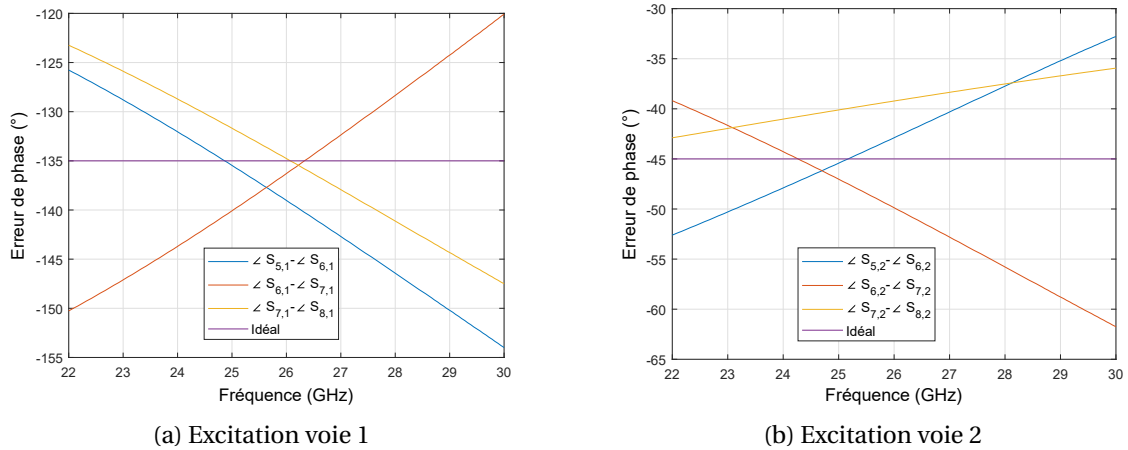 -120
-125
-130
-135
-140
-145
-150
-155
Erreur de phase (°)
22 23 24 25 26 27 28 29 30
Fréquence (GHz)
∠ S5,1-∠ S6,1
∠ S6,1-∠ S7,1
∠ S7,1-∠ S8,1
Idéal
(a) Excitation voie 1
-30
-35
-40
-45
-50
-55
-60
-65
Erreur de phase (°)
22 23 24 25 26 27 28 29 30
Fréquence (GHz)
∠ S5,2-∠ S6,2
∠ S6,2-∠ S7,2
∠ S7,2-∠ S8,2
Idéal
(b) Excitation voie 2